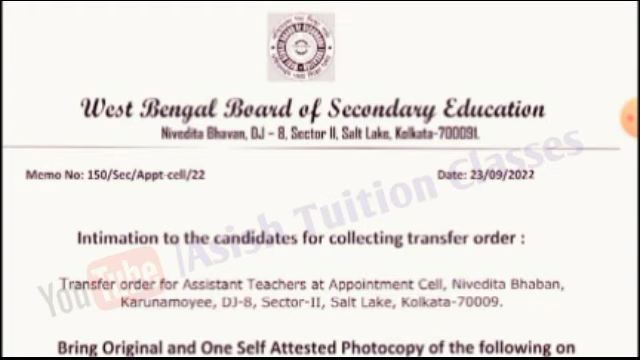 West Bengal Board of Secondary Education
Nivedita Bhavan, DJ – 8, Sector II, Salt Lake, Kolkata-700091.
Memo No: 150/Sec/Appt-cell/22 Date: 23/09/2022
Intimation to the candidates for collecting transfer order :
Transfer order for Assistant Teachers at Appointment Cell, Nivedita Bhaban,
Karunamoyee, DJ-8, Sector-II, Salt Lake, Kolkata-70009.
YouTube /Asish Tuition Classes
Bring Original and One Self Attested Photocopy of the following on